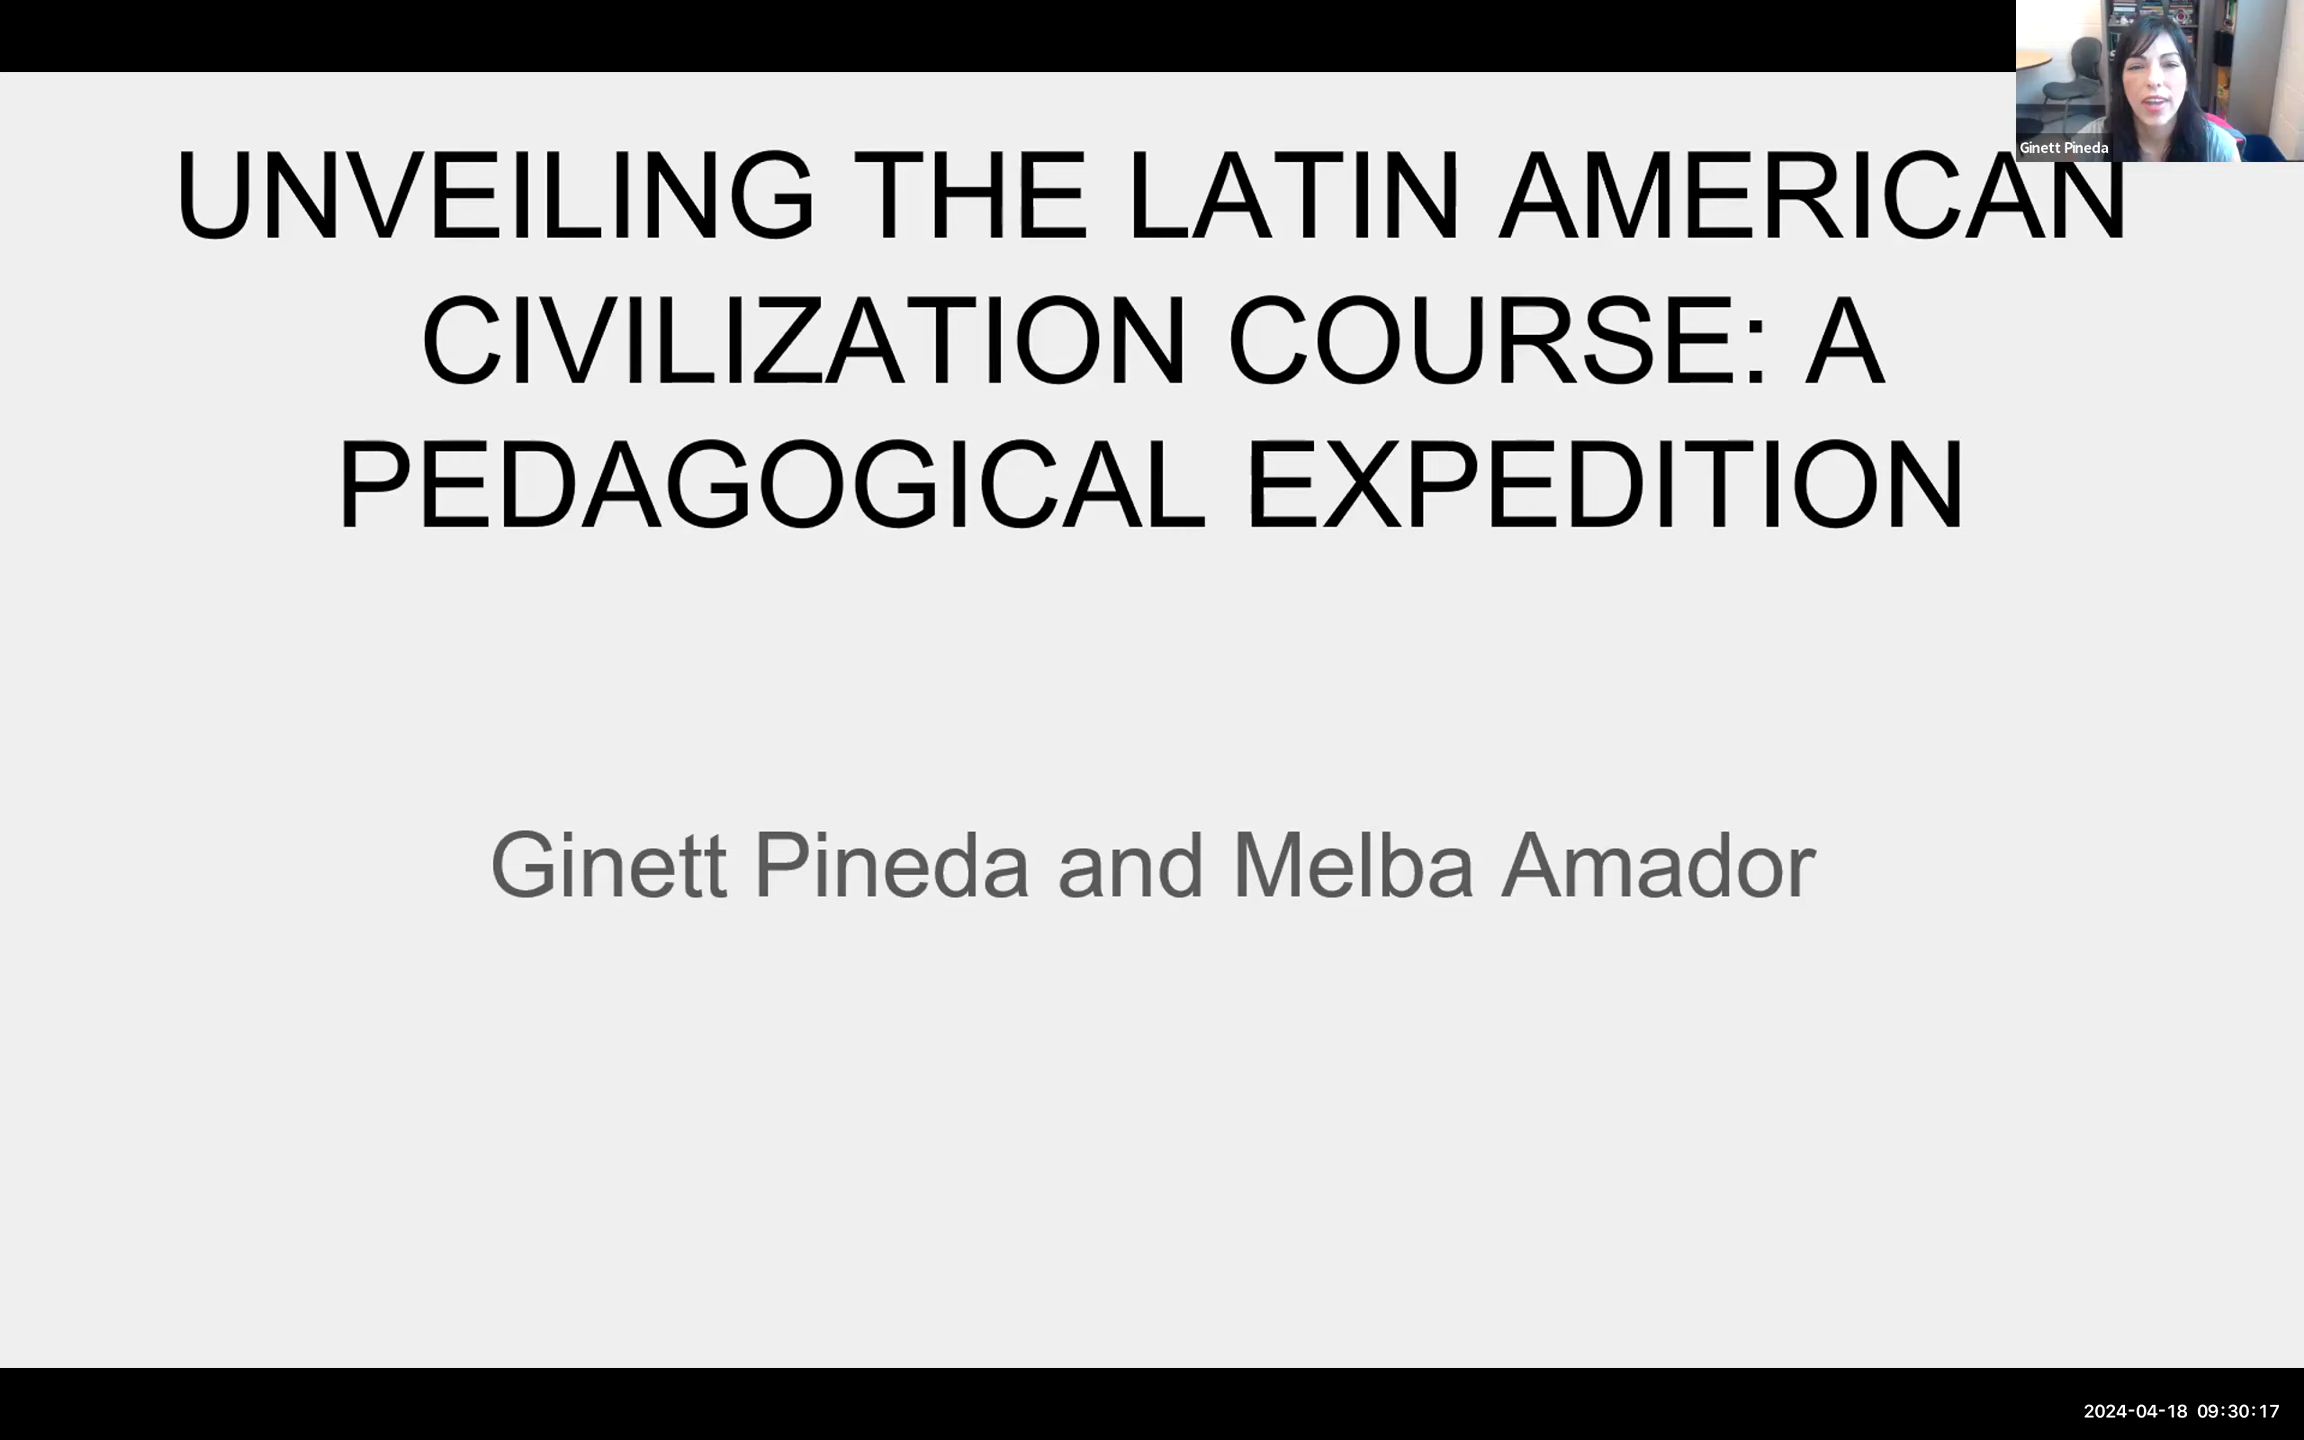 UNVEILING THE LATIN AMERICAN
CIVILIZATION COURSE: A
PEDAGOGICAL EXPEDITION
Ginett Pineda
Ginett Pineda and Melba Amador
2024-04-18 09:30:17